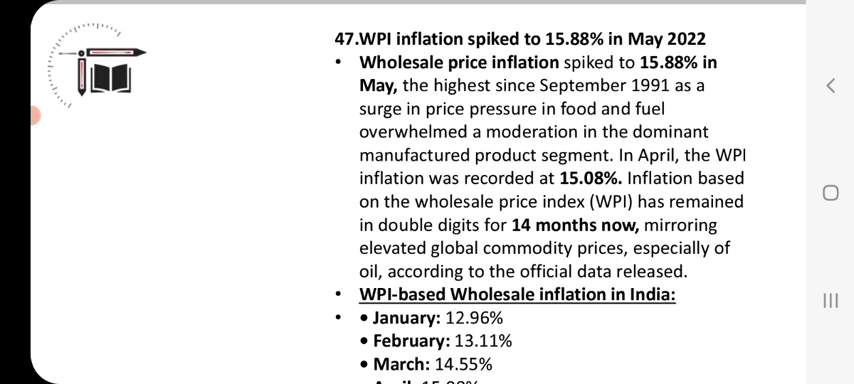 47.WPI inflation spiked to 15.88% in May 2022
• Wholesale price inflation spiked to 15.88% in
May, the highest since September 1991 as a
surge in price pressure in food and fuel
overwhelmed a moderation in the dominant
manufactured product segment. In April, the WPI
inflation was recorded at 15.08%. Inflation based
on the wholesale price index (WPI) has remained
in double digits for 14 months now, mirroring
elevated global commodity prices, especially of
oil, according to the official data released.
• WPI-based Wholesale inflation in India:
• • January: 12.96%
• February: 13.11%
• March: 14.55%